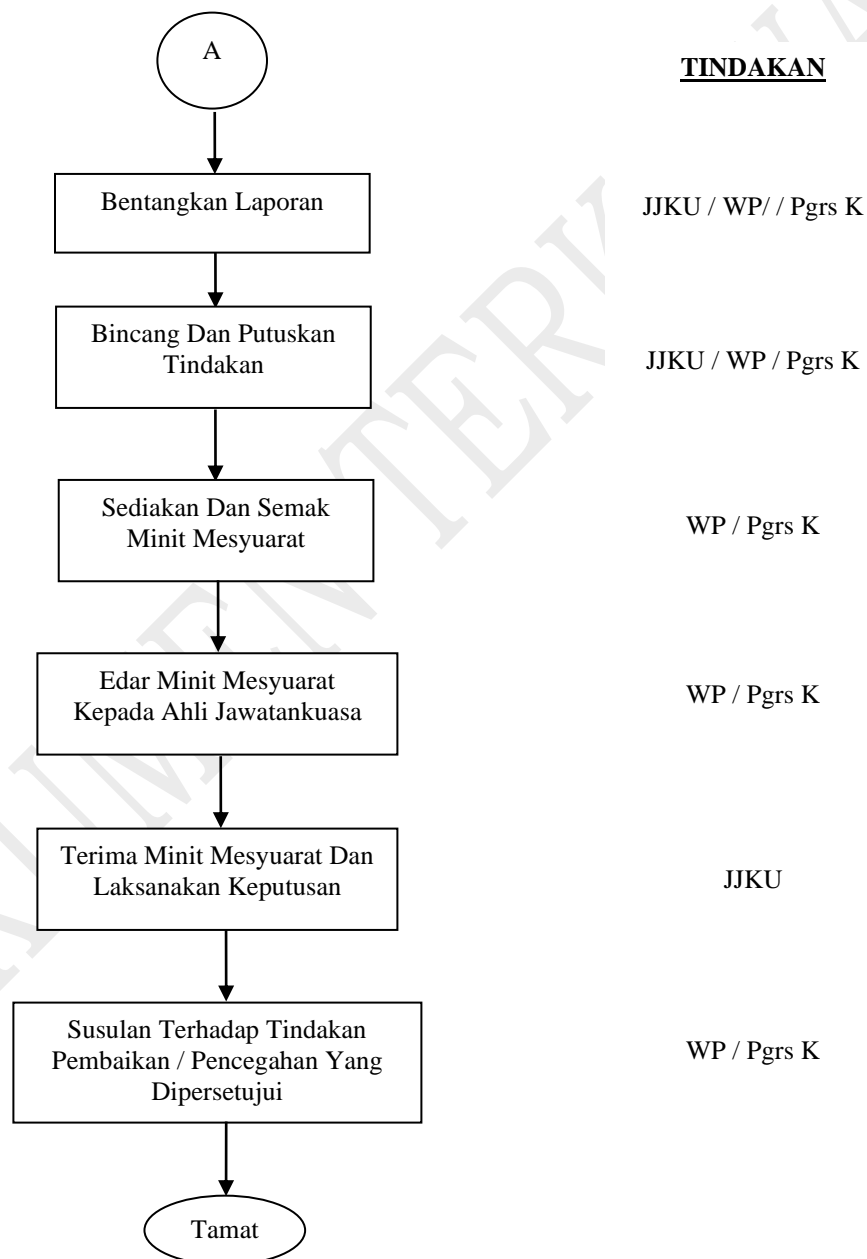 A
TINDAKAN
Bentangkan Laporan
JJKU / WP/ / Pgrs K
Bincang Dan Putuskan
Tindakan
JJKU / WP / Pgrs K
Sediakan Dan Semak
Minit Mesyuarat
WP / Pgrs K
Edar Minit Mesyuarat
Kepada Ahli Jawatankuasa
WP / Pgrs K
Terima Minit Mesyuarat Dan
Laksanakan Keputusan
JJKU
Susulan Terhadap Tindakan
Pembaikan / Pencegahan Yang
Dipersetujui
WP / Pgrs K
Tamat